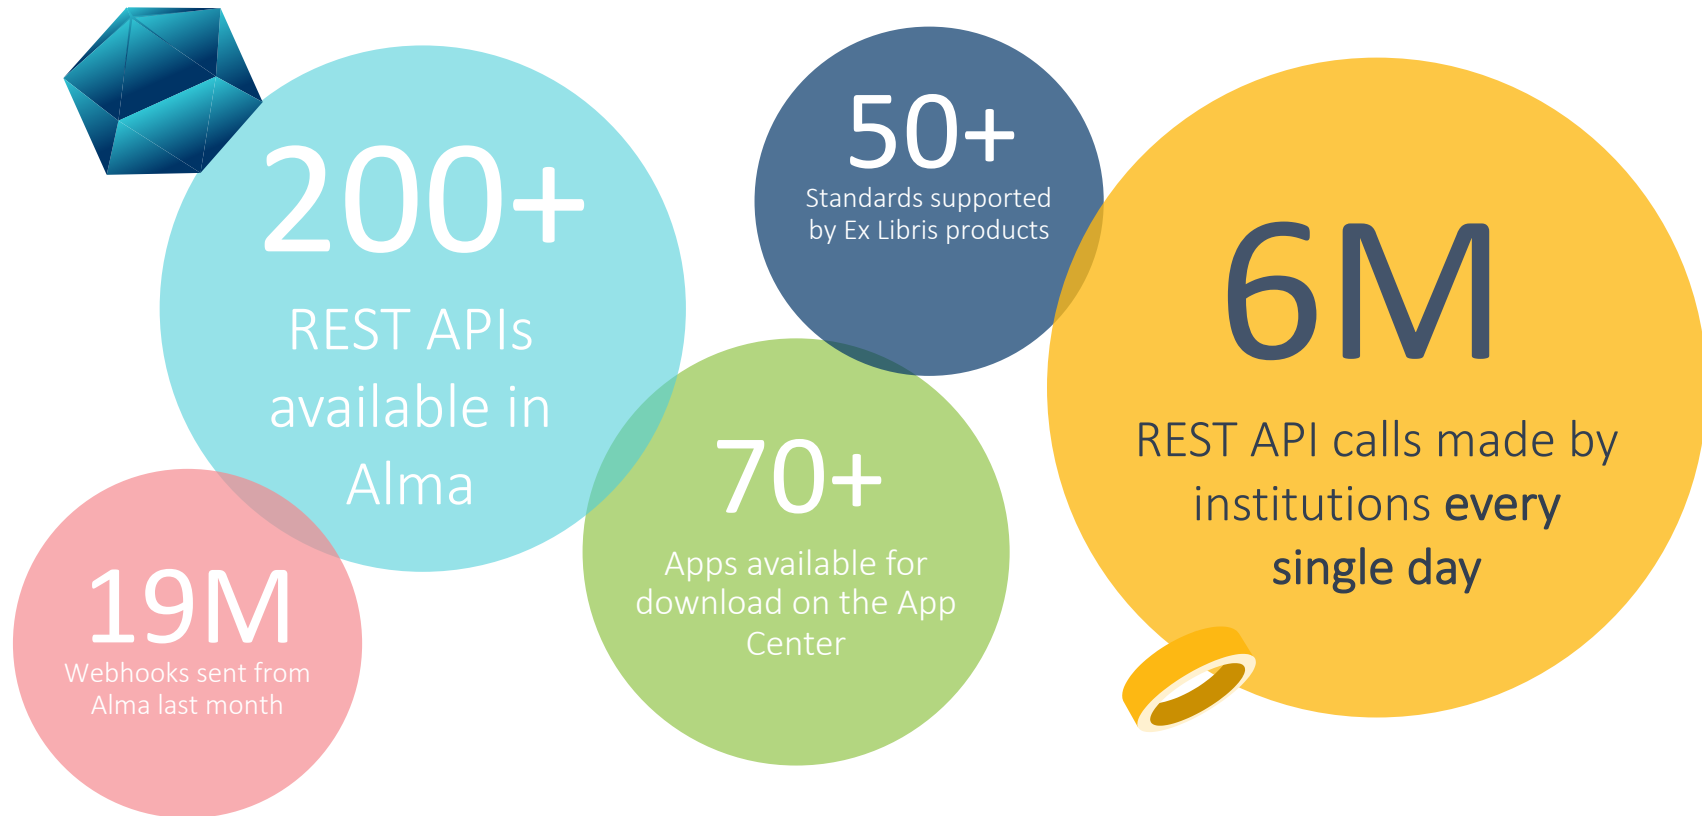 200+
REST APIs
available in
Alma
50+
Standards supported
by Ex Libris products
6M
REST API calls made by
institutions every
single day
70+
Apps available for
download on the App
Center
19M
Webhooks sent from
Alma last month